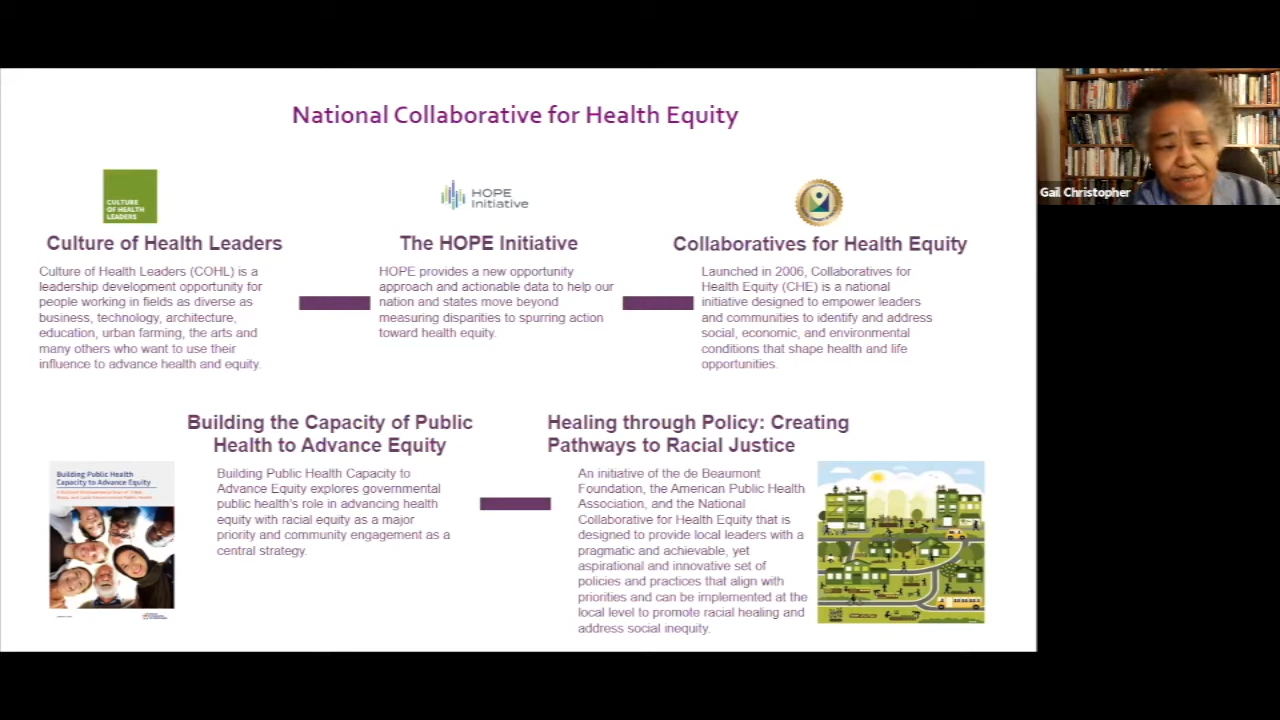 National Collaborative for Health Equity
Gail Christopher
CULTURE
OF HEALTH
LEADERS
HOPE
Initiative
Culture of Health Leaders
Culture of Health Leaders (COHL) is a
leadership development opportunity for
people working in fields as diverse as
business, technology, architecture,
education, urban farming, the arts and
many others who want to use their
influence to advance health and equity.
The HOPE Initiative
HOPE provides a new opportunity
approach and actionable data to help our
nation and states move beyond
measuring disparities to spurring action
toward health equity.
Collaboratives for Health Equity
Launched in 2006, Collaboratives for
Health Equity (CHE) is a national
initiative designed to empower leaders
and communities to identify and address
social, economic, and environmental
conditions that shape health and life
opportunities.
Building the Capacity of Public
Health to Advance Equity
Building Public Health
Capacity to Advance Equity
Building Public Health Capacity to
Advance Equity explores governmental
public health's role in advancing health
equity with racial equity as a major
priority and community engagement as a
central strategy.
Healing through Policy: Creating
Pathways to Racial Justice
An initiative of the de Beaumont
Foundation, the American Public Health
Association, and the National
Collaborative for Health Equity that is
designed to provide local leaders with a
pragmatic and achievable, yet
aspirational and innovative set of
policies and practices that align with
priorities and can be implemented at the
local level to promote racial healing and
address social inequity.